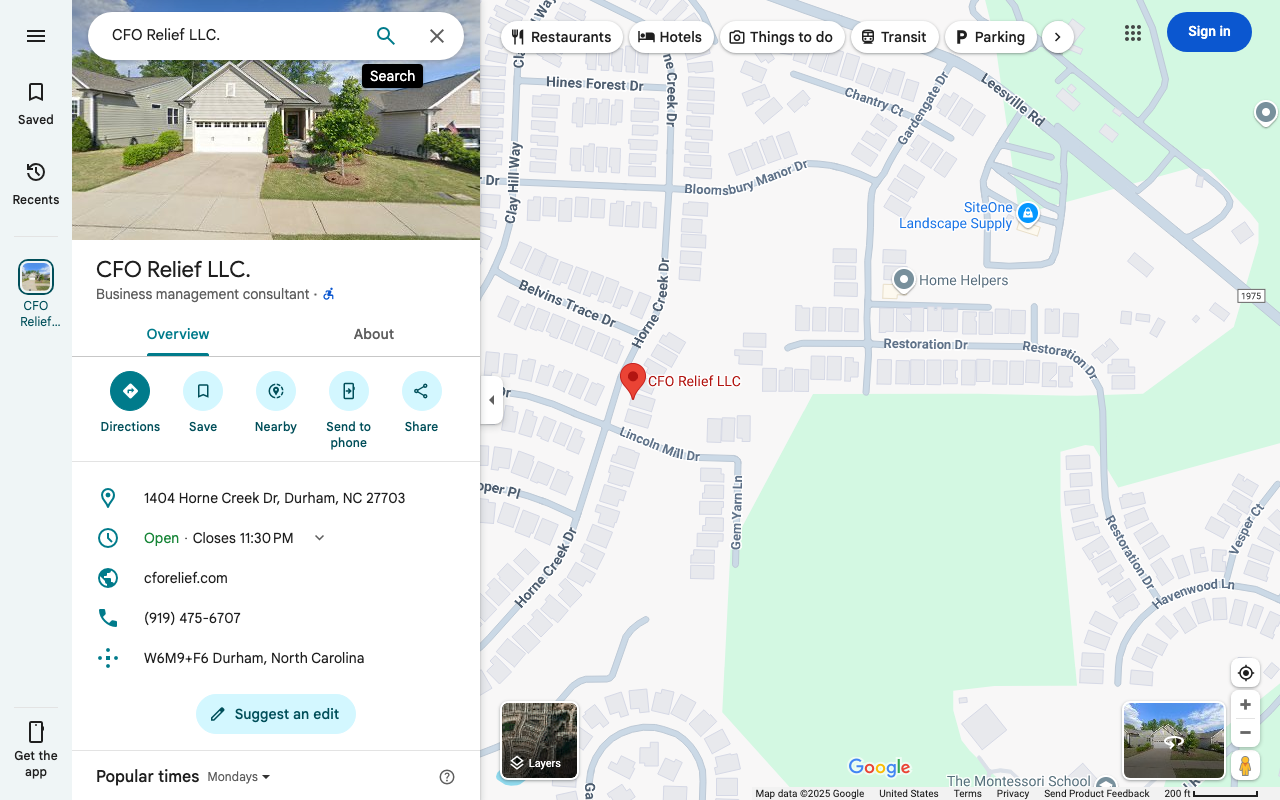 CFO Relief LLC.
Search
Saved
Recents
CFO
Relief…
Get the
app
CFO Relief LLC.
Business management consultant ·
Overview
About
Directions
Save
Nearby
Send to
phone
Share
1404 Horne Creek Dr, Durham, NC 27703
Open · Closes 11:30 PM
cforelief.com
(919) 475-6707
W6M9+F6 Durham, North Carolina
Suggest an edit
Popular times Mondays
Restaurants
Hotels
Things to do
Transit
Parking
Sign in
Hines Forest Dr
Chantry Ct
Gardengate Dr
Leesville Rd
Clay Hill Way
Dr
Bloomsbury Manor Dr
SiteOne
Landscape Supply
Home Helpers
1975
Belvins Trace Dr
Horne Creek Dr
Restoration Dr
Restoration Dr
CFO Relief LLC
Lincoln Mill Dr
Gem Yarn Ln
Horne Creek Dr
Restoration Dr
Vesper Ct
Havenwood Ln
Layers
Google
The Montessori School
Map data ©2025 Google
United States
Terms
Privacy
Send Product Feedback
200 ft